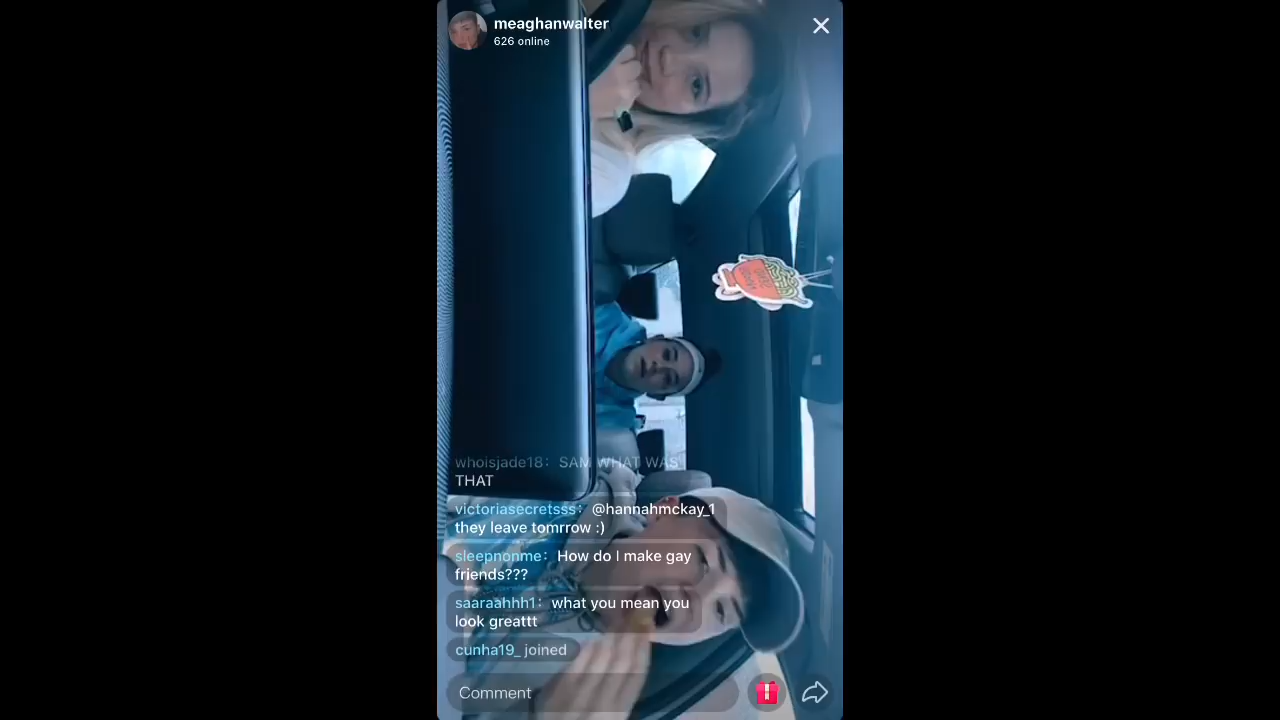 meaghanwalter
626 online
whoisjade18: SAM WHAT WAS
THAT
victoriasecretsss: @hannahmckay_1
they leave tomrrow :)
sleepnonme: How do I make gay
friends???
saaraahhh1: what you mean you
look greattt
cunha19_ joined
Comment